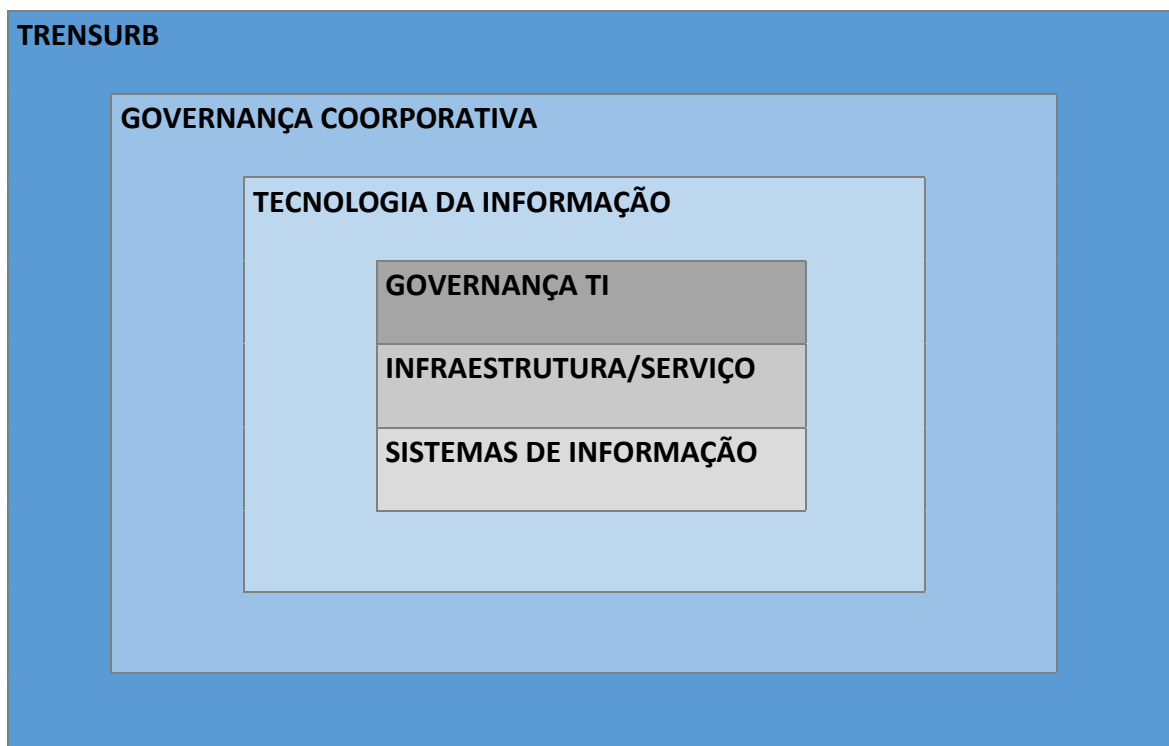 TRENSURB
GOVERNANÇA COORPORATIVA
TECNOLOGIA DA INFORMAÇÃO
GOVERNANÇA TI
INFRAESTRUTURA/SERVIÇO
SISTEMAS DE INFORMAÇÃO